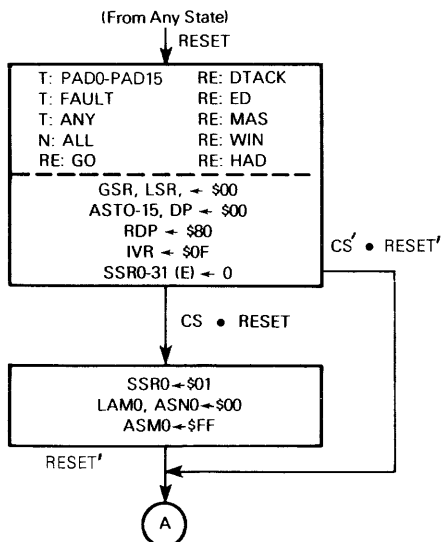 (From Any State)
RESET
T: PAD0-PAD15 RE: DTACK
T: FAULT RE: ED
T: ANY RE: MAS
N: ALL RE: WIN
RE: GO RE: HAD
GSR, LSR, ← $00
AST0-15, DP ← $00
RDP ← $80
IVR ← $0F
SSR0-31 (E) ← 0
CS′ • RESET′
CS • RESET
SSR0←$01
LAM0, ASN0←$00
ASM0←$FF
RESET′
A